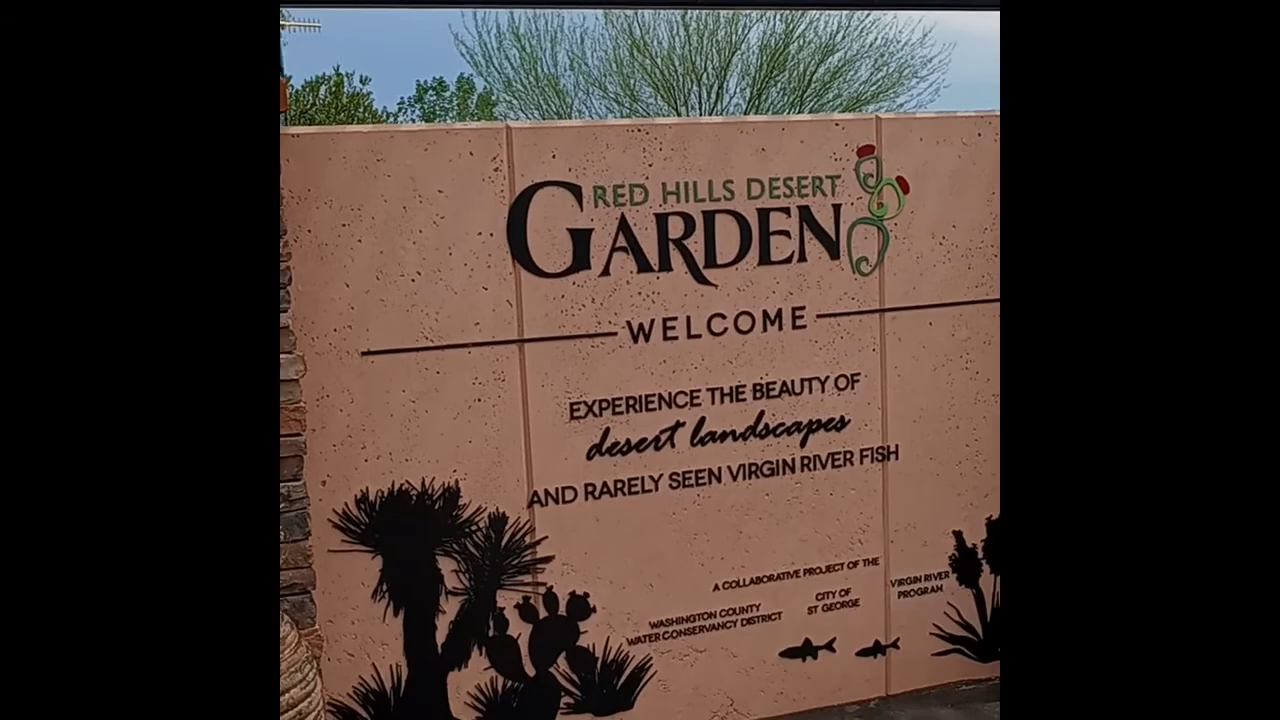 RED HILLS DESERT
GARDEN
WELCOME
EXPERIENCE THE BEAUTY OF
desert landscapes
AND RARELY SEEN VIRGIN RIVER FISH
A COLLABORATIVE PROJECT OF THE
WASHINGTON COUNTY
WATER CONSERVANCY DISTRICT
CITY OF
ST GEORGE
VIRGIN RIVER
PROGRAM